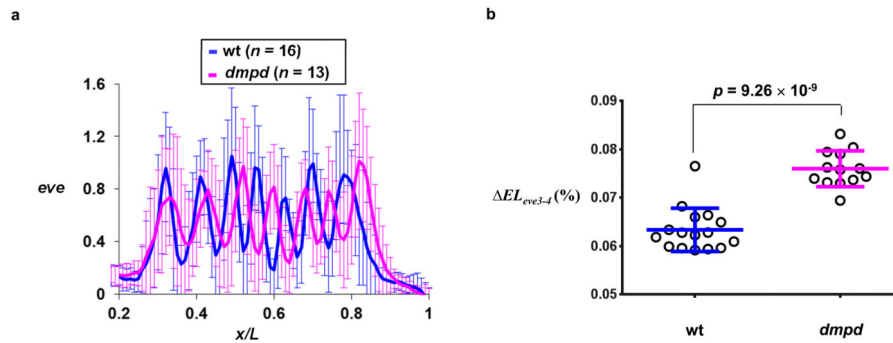 a
wt (n = 16)
dmpd (n = 13)
1.6
1.2
0.8
0.4
0
eve
0.2
0.4
0.6
0.8
1
x/L
b
p = 9.26 × 10⁻⁹
0.09
0.08
0.07
0.06
0.05
ΔEL eve3-4 (%)
wt
dmpd